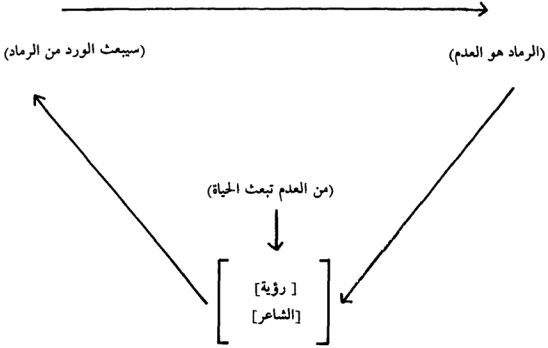 (الرماد هو العدم)
(سيبعث الورد من الرماد)
(من العدم تبعث الحياة)
[رؤية]
[الشاعر]